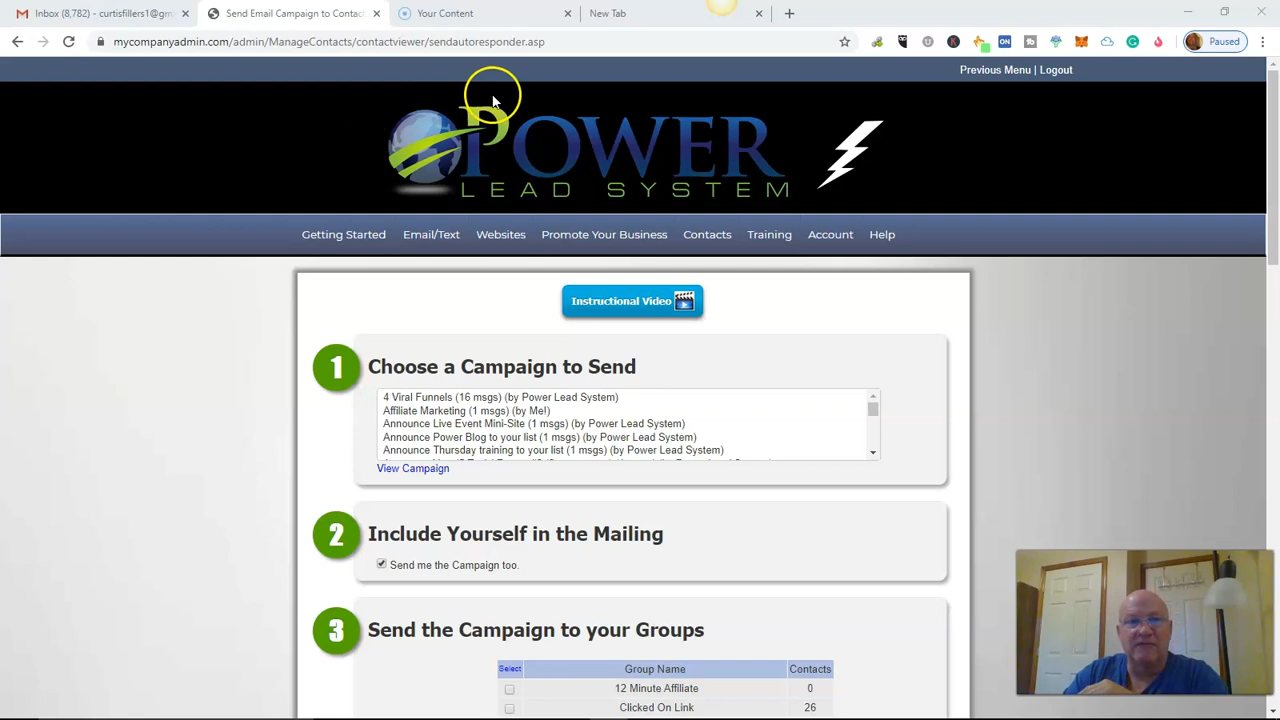 Inbox (8,782) - curtisfillers1@gm
Send Email Campaign to Contac
Your Content
New Tab
mycompanyadmin.com/admin/ManageContacts/contactviewer/sendautoresponder.asp
ON
Paused
Previous Menu | Logout
POWER
LEAD SYSTEM
Getting Started Email/Text Websites Promote Your Business Contacts Training Account Help
Instructional Video
1 Choose a Campaign to Send
4 Viral Funnels (16 msgs) (by Power Lead System)
Affiliate Marketing (1 msgs) (by Me!)
Announce Live Event Mini-Site (1 msgs) (by Power Lead System)
Announce Power Blog to your list (1 msgs) (by Power Lead System)
Announce Thursday training to your list (1 msgs) (by Power Lead System)
View Campaign
2 Include Yourself in the Mailing
Send me the Campaign too.
3 Send the Campaign to your Groups
Select Group Name Contacts
12 Minute Affiliate 0
Clicked On Link 26